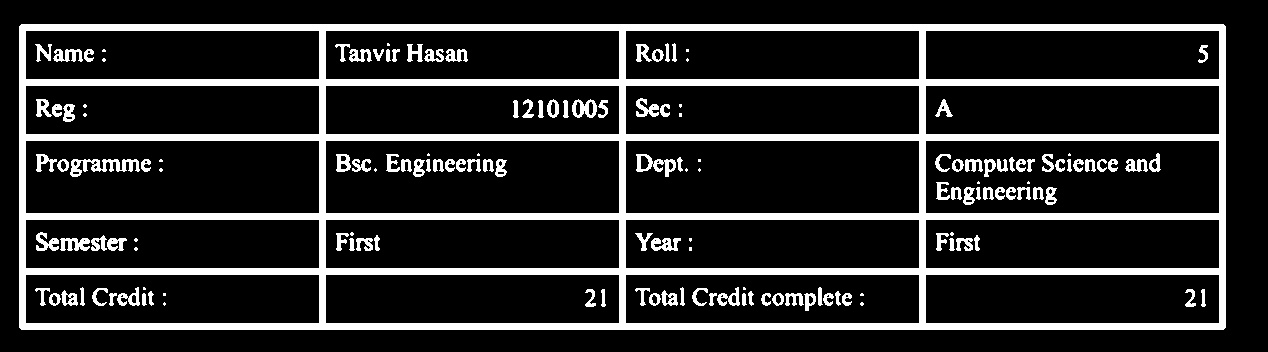 Name : Tanvir Hasan Roll : 5
Reg : 12101005 Sec : A
Programme : Bsc. Engineering Dept. : Computer Science and
Engineering
Semester : First Year : First
Total Credit : 21 Total Credit complete : 21